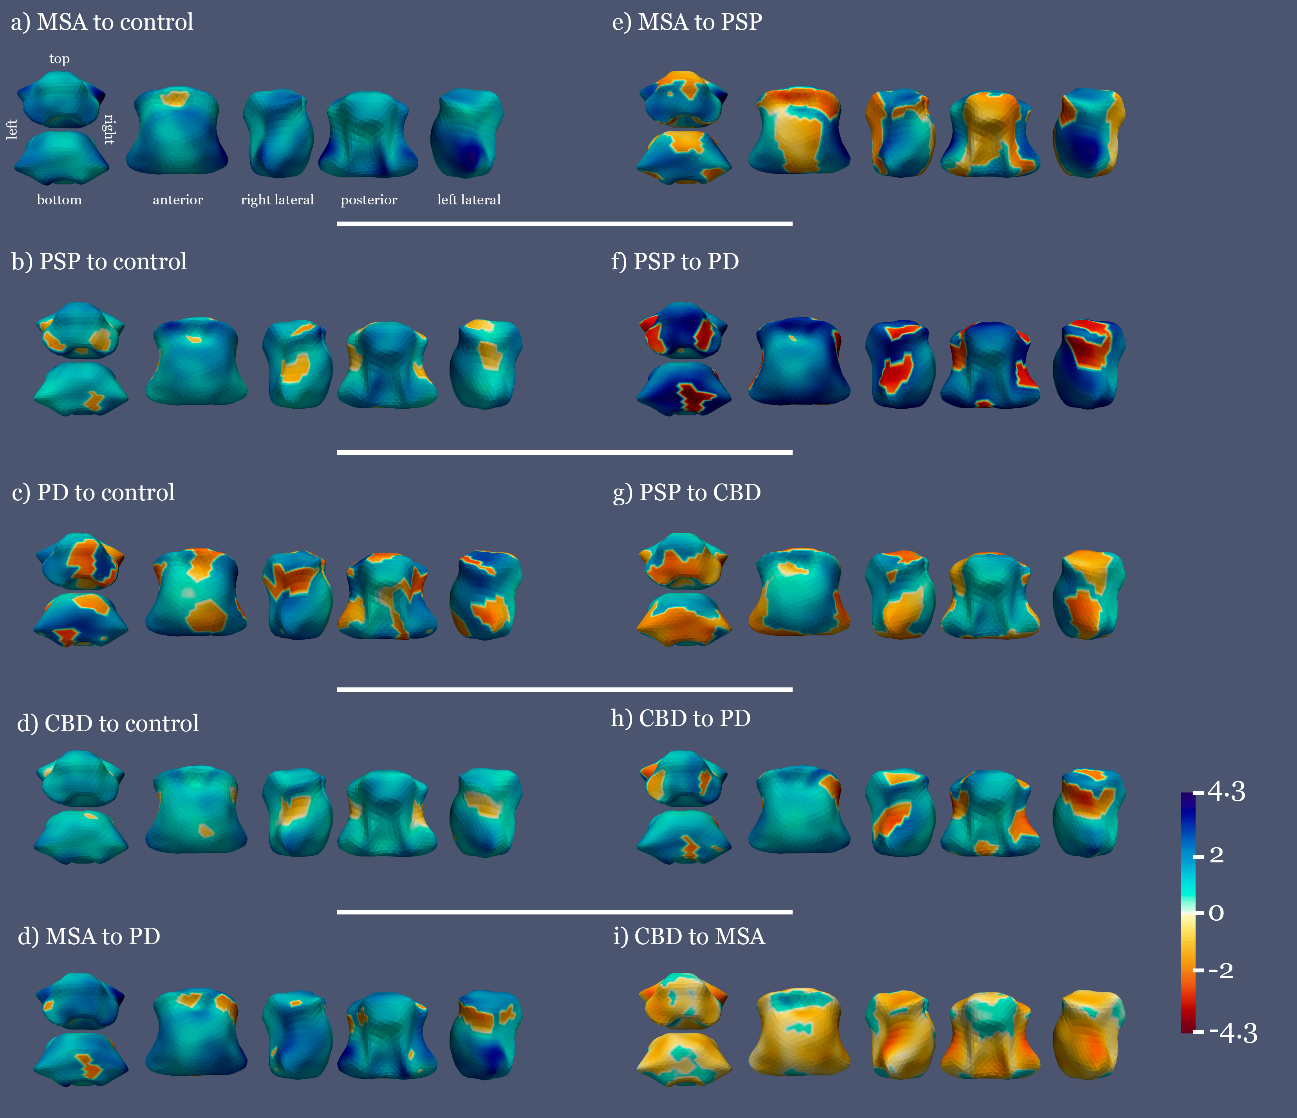 a) MSA to control
e) MSA to PSP
top
left
right
bottom
anterior
right lateral
posterior
left lateral
b) PSP to control
f) PSP to PD
c) PD to control
g) PSP to CBD
d) CBD to control
h) CBD to PD
4.3
2
0
-2
-4.3
d) MSA to PD
i) CBD to MSA